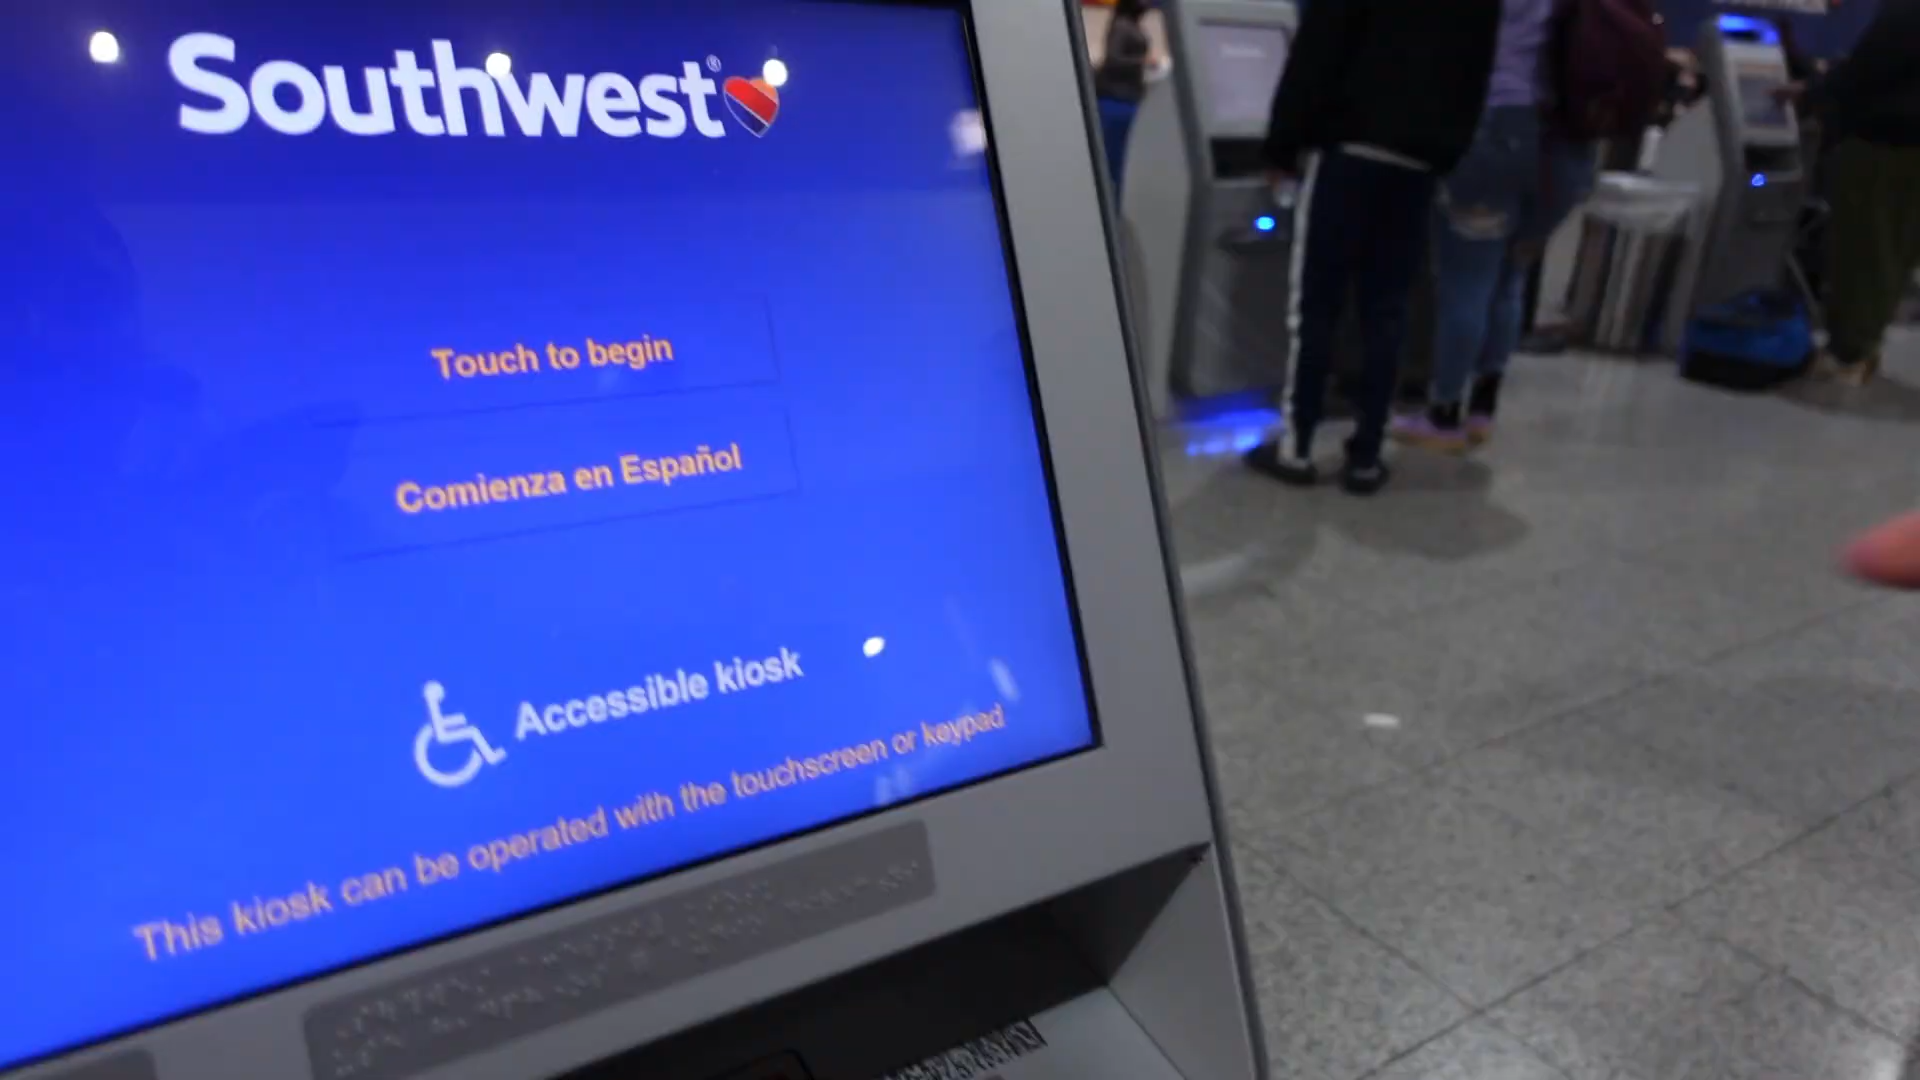 Southwest®
Touch to begin
Comienza en Español
Accessible kiosk
This kiosk can be operated with the touchscreen or keypad